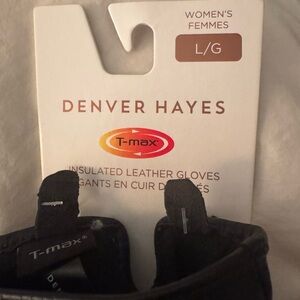 WOMEN'S
FEMMES
L/G
DENVER HAYES
T-max
INSULATED LEATHER GLOVES
GANTS EN CUIR
T-max®